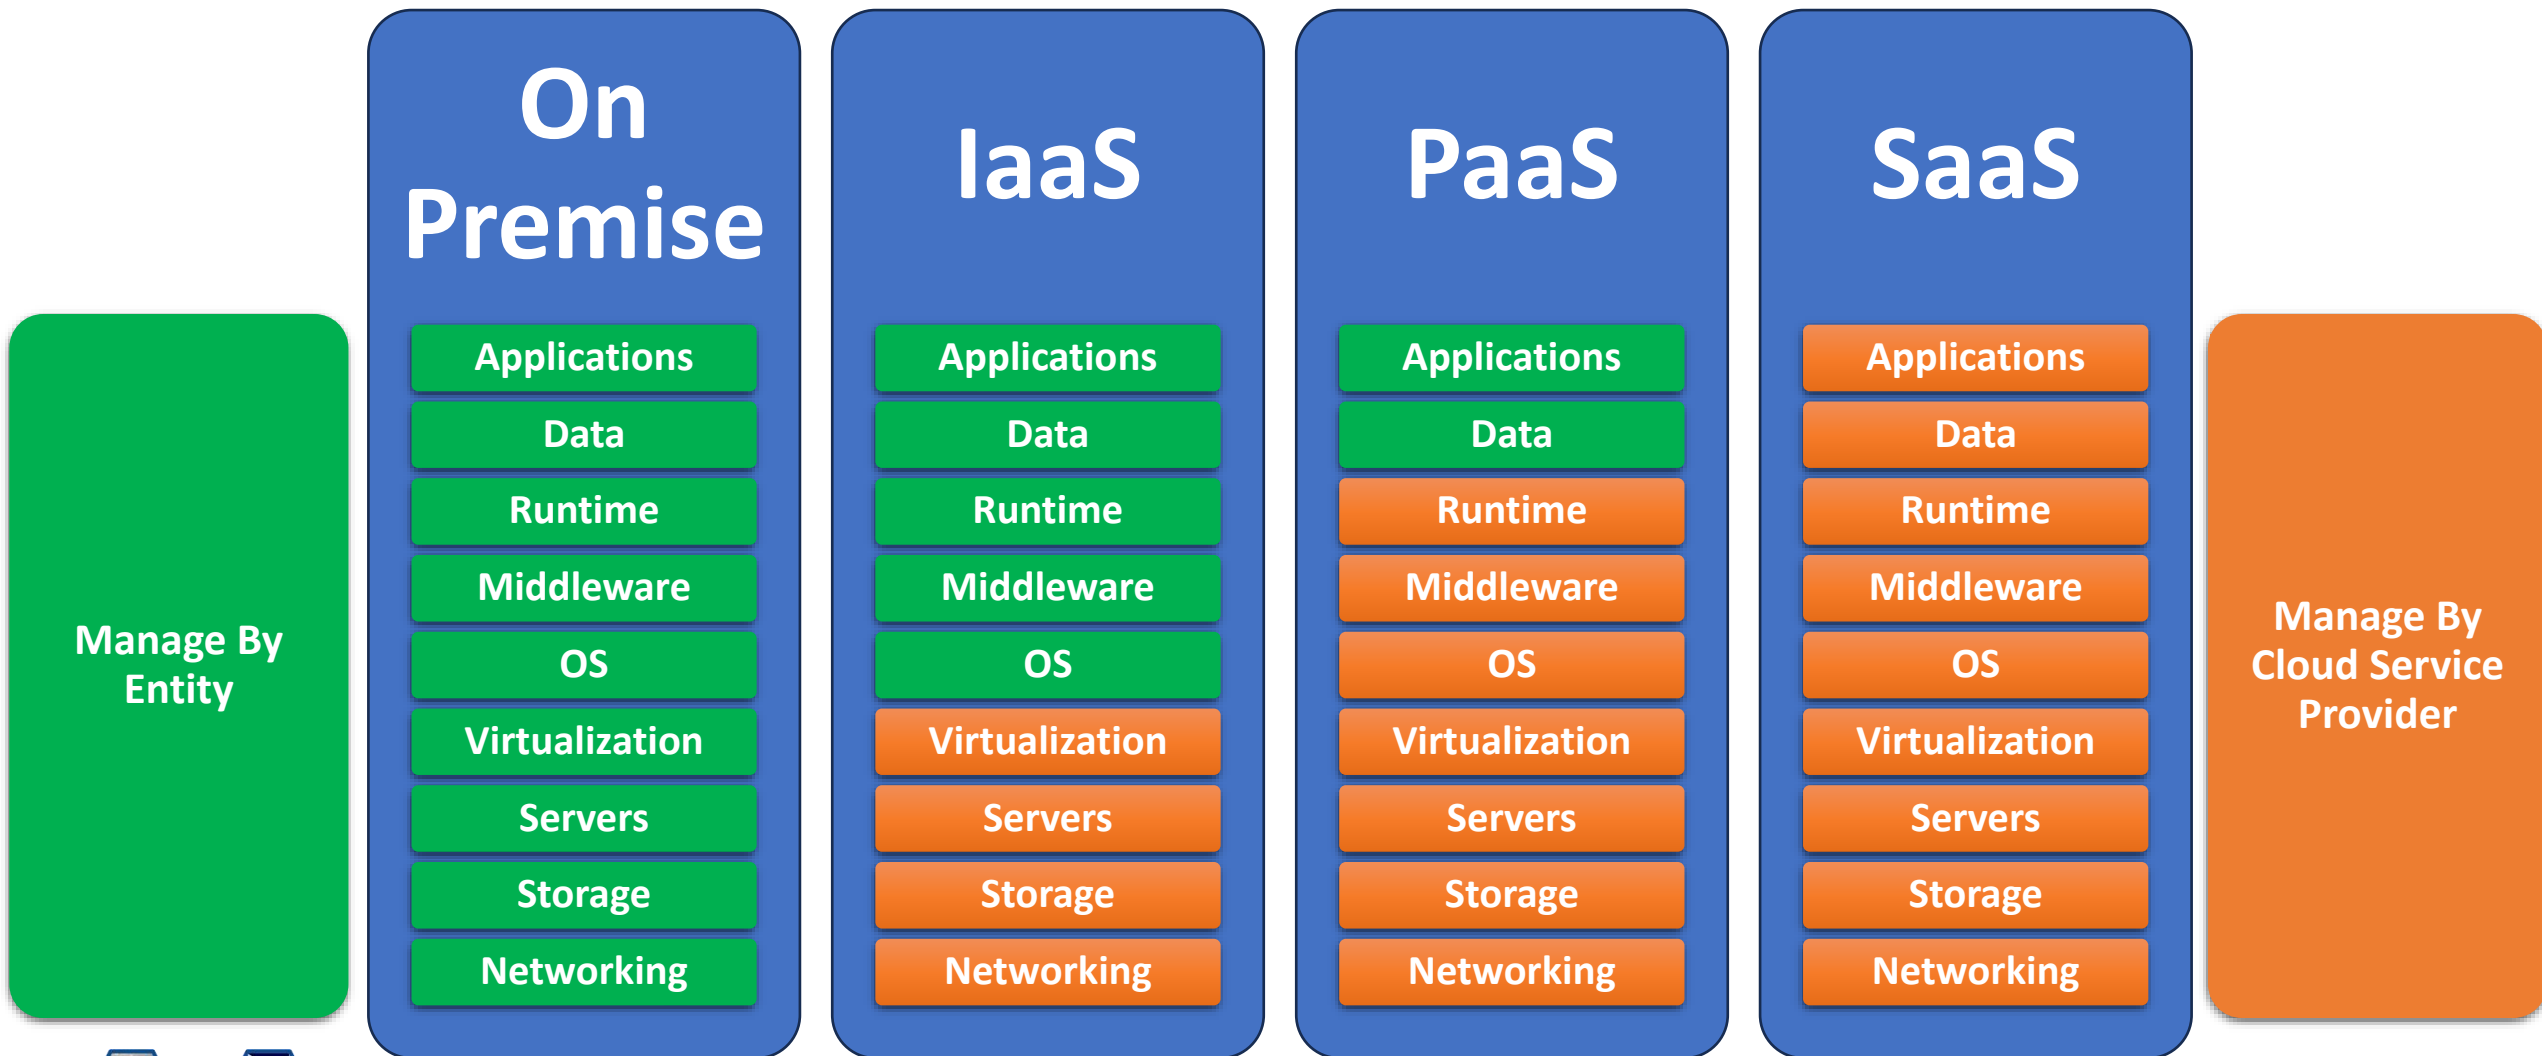 On
Premise
Applications
Data
Runtime
Middleware
OS
Virtualization
Servers
Storage
Networking
IaaS
Applications
Data
Runtime
Middleware
OS
Virtualization
Servers
Storage
Networking
PaaS
Applications
Data
Runtime
Middleware
OS
Virtualization
Servers
Storage
Networking
SaaS
Applications
Data
Runtime
Middleware
OS
Virtualization
Servers
Storage
Networking
Manage By
Entity
Manage By
Cloud Service
Provider